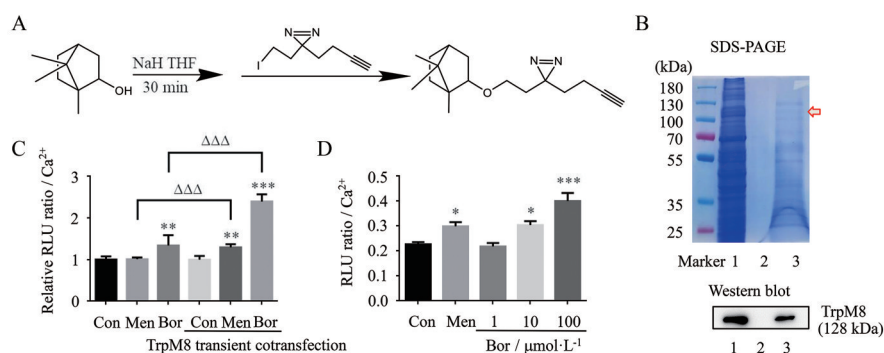 A
NaH THF
30 min
OH
I
N=N
O
N=N
B
SDS-PAGE
(kDa)
180
130
100
70
55
35
25
Marker 1 2 3
Western blot
TrpM8
(128 kDa)
1 2 3
C
Relative RLU ratio / Ca²⁺
3
2
1
0
ΔΔΔ
ΔΔΔ
**
**
***
Con Men Bor Con Men Bor
TrpM8 transient cotransfection
D
RLU ratio / Ca²⁺
0.5
0.4
0.3
0.2
0.1
0.0
*
*
***
Con Men 1 10 100
Bor / μmol·L⁻¹